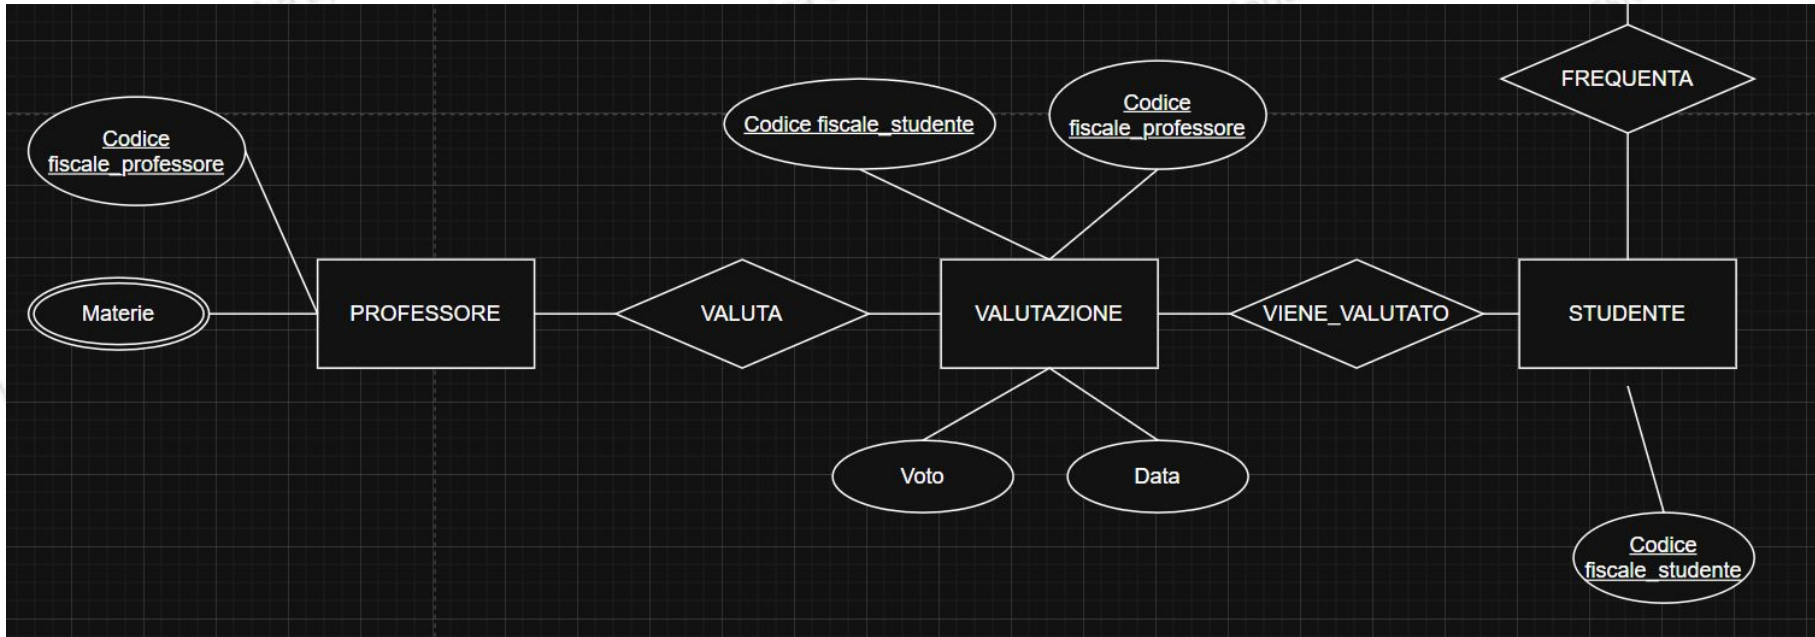 FREQUENTA
Codice
fiscale_professore
Codice fiscale_studente
Codice
fiscale_professore
Materie
PROFESSORE
VALUTA
VALUTAZIONE
VIENE_VALUTATO
STUDENTE
Voto
Data
Codice
fiscale_studente